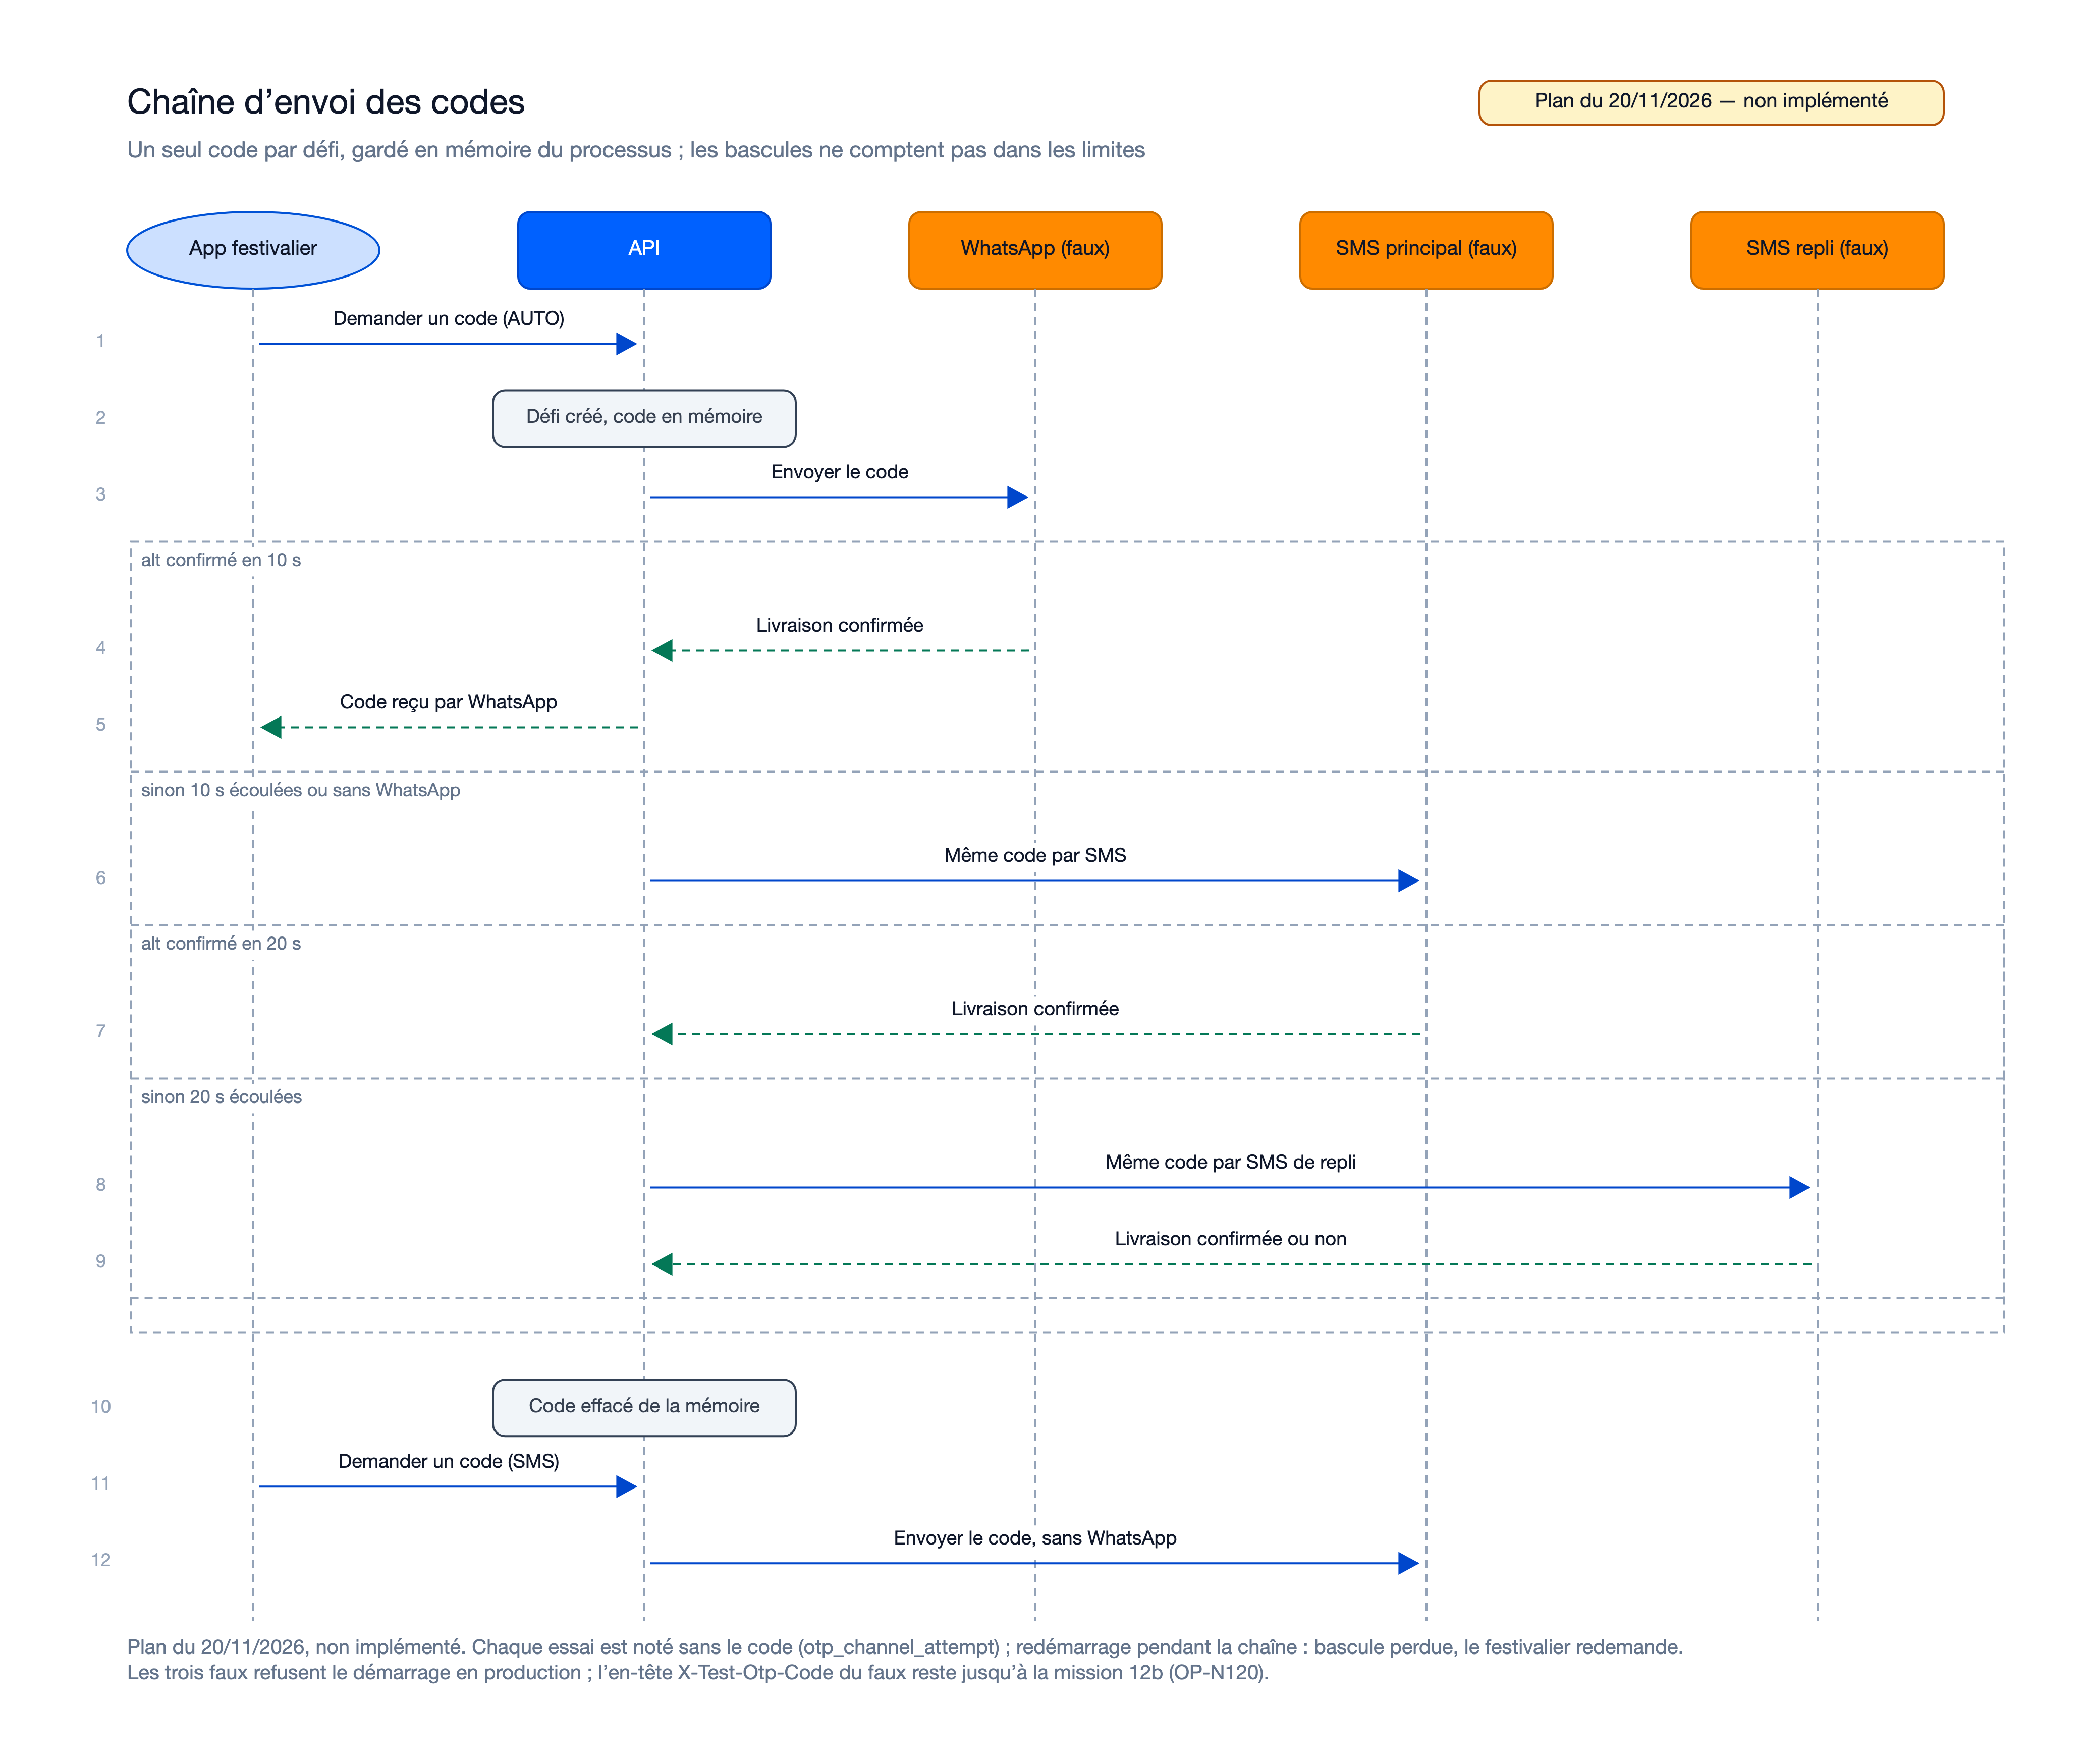 Chaîne d’envoi des codes
Plan du 20/11/2026 — non implémenté
Un seul code par défi, gardé en mémoire du processus ; les bascules ne comptent pas dans les limites
App festivalier
API
WhatsApp (faux)
SMS principal (faux)
SMS repli (faux)
Demander un code (AUTO)
1
Défi créé, code en mémoire
2
Envoyer le code
3
alt confirmé en 10 s
Livraison confirmée
4
Code reçu par WhatsApp
5
sinon 10 s écoulées ou sans WhatsApp
Même code par SMS
6
alt confirmé en 20 s
Livraison confirmée
7
sinon 20 s écoulées
Même code par SMS de repli
8
Livraison confirmée ou non
9
Code effacé de la mémoire
10
Demander un code (SMS)
11
Envoyer le code, sans WhatsApp
12
Plan du 20/11/2026, non implémenté. Chaque essai est noté sans le code (otp_channel_attempt) ; redémarrage pendant la chaîne : bascule perdue, le festivalier redemande.
Les trois faux refusent le démarrage en production ; l’en-tête X-Test-Otp-Code du faux reste jusqu’à la mission 12b (OP-N120).